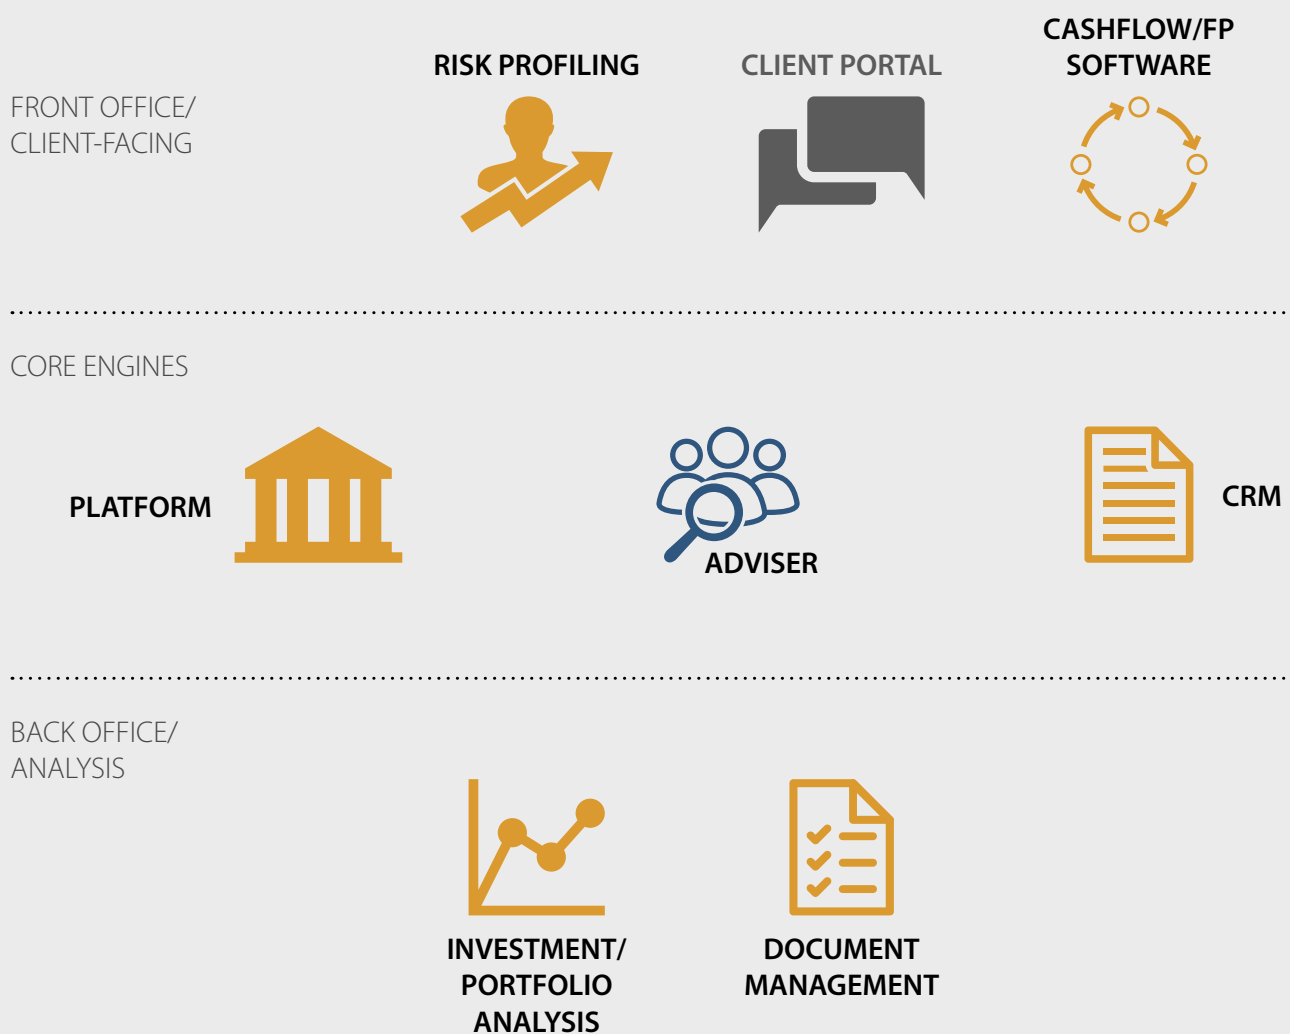 FRONT OFFICE/
CLIENT-FACING
RISK PROFILING
CLIENT PORTAL
CASHFLOW/FP
SOFTWARE
CORE ENGINES
PLATFORM
ADVISER
CRM
BACK OFFICE/
ANALYSIS
INVESTMENT/
PORTFOLIO
ANALYSIS
DOCUMENT
MANAGEMENT